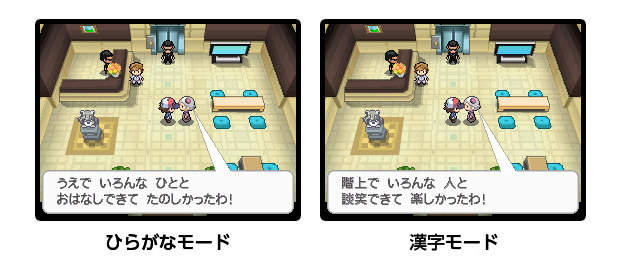 うえで いろんな ひとと
おはなしできて たのしかったわ!
階上で いろんな 人と
談笑できて 楽しかったわ!
ひらがなモード
漢字モード